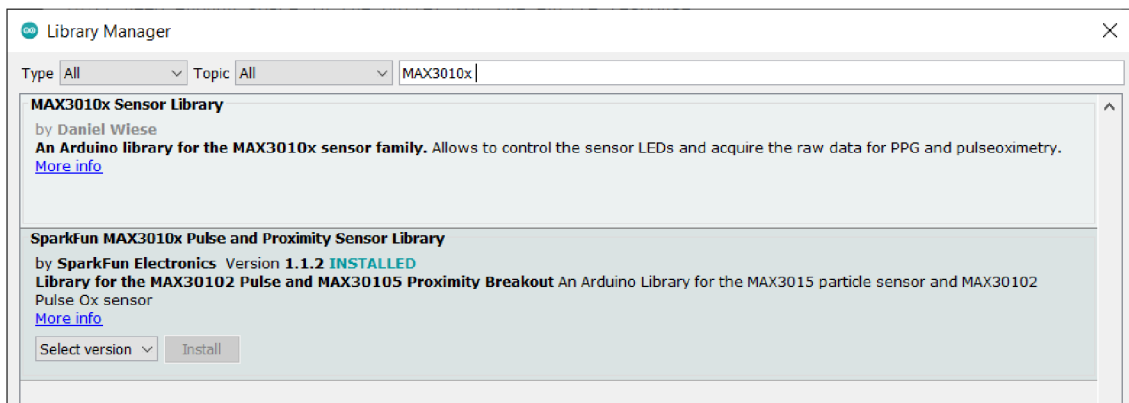 Library Manager
Type All Topic All MAX3010x
MAX3010x Sensor Library
by Daniel Wiese
An Arduino library for the MAX3010x sensor family. Allows to control the sensor LEDs and acquire the raw data for PPG and pulseoximetry.
More info
SparkFun MAX3010x Pulse and Proximity Sensor Library
by SparkFun Electronics Version 1.1.2 INSTALLED
Library for the MAX30102 Pulse and MAX30105 Proximity Breakout An Arduino Library for the MAX3015 particle sensor and MAX30102
Pulse Ox sensor
More info
Select version Install